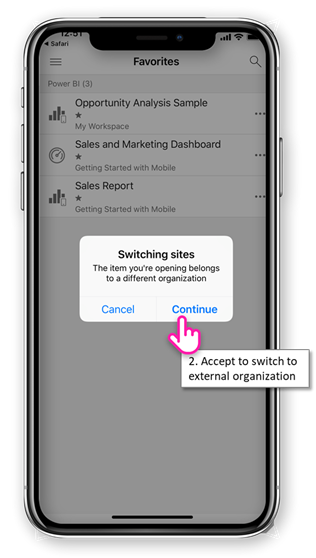 12:51
Safari
Favorites
Power BI (3)
Opportunity Analysis Sample
My Workspace
Sales and Marketing Dashboard
Getting Started with Mobile
Sales Report
Getting Started with Mobile
Switching sites
The item you're opening belongs
to a different organization
Cancel Continue
2. Accept to switch to
external organization